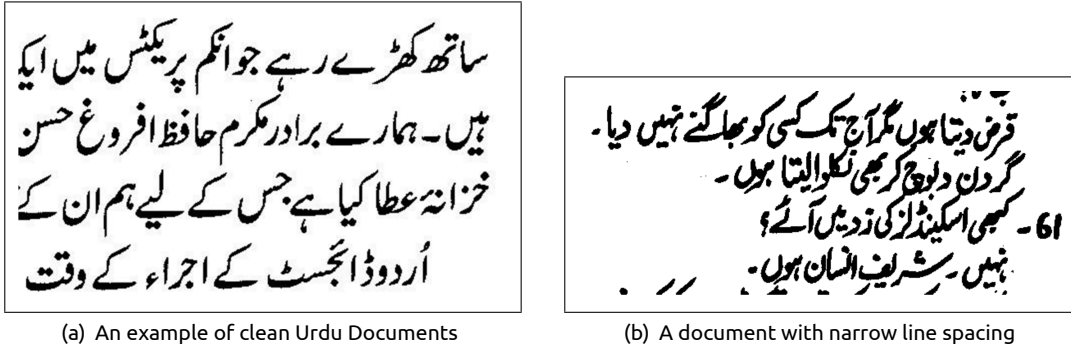 ساتھ کھڑے رہے جو انکم پریکٹس میں ایک
ہیں۔ ہمارے برادر مکرم حافظ افروغ حسن
خزانۂ عطا کیا ہے جس کے لیے ہم ان کے
اُردو ڈائجسٹ کے اجراء کے وقت
(a) An example of clean Urdu Documents
قرض دیتا ہوں مگر آج تک کسی کو بھاگنے نہیں دیا۔
گردن دبوچ کر بھی نکلوا لیتا ہوں۔
61۔ کبھی اسکینڈلز کی زد میں آئے؟
نہیں۔ شریف انسان ہوں۔
(b) A document with narrow line spacing